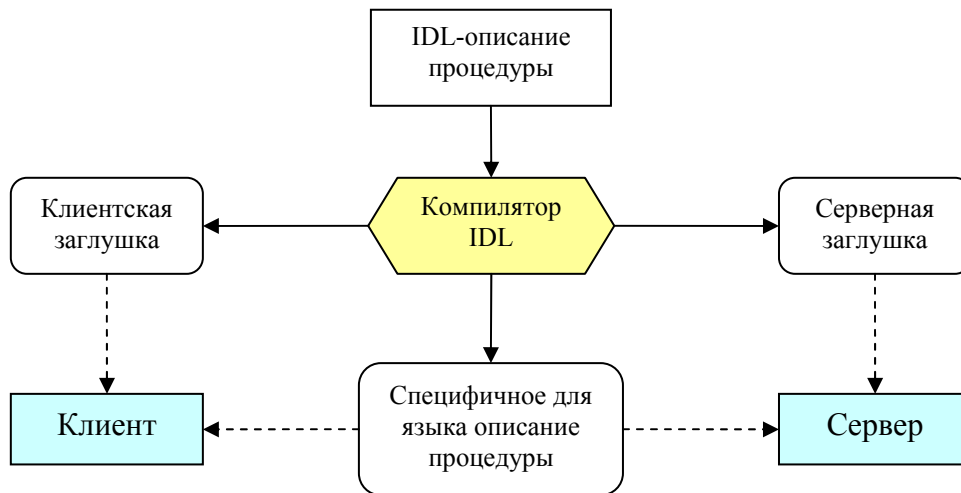 IDL-описание
процедуры
Клиентская
заглушка
Компилятор
IDL
Серверная
заглушка
Клиент
Специфичное для
языка описание
процедуры
Сервер